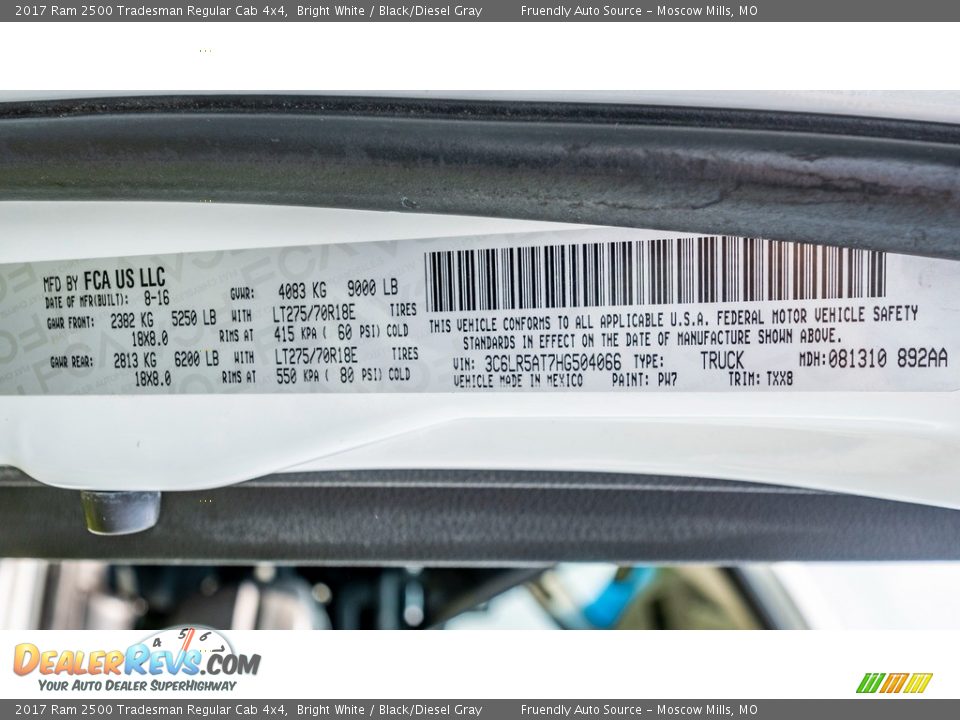 2017 Ram 2500 Tradesman Regular Cab 4x4, Bright White / Black/Diesel Gray Fruendly Auto Source - Moscow Mills, MO
MFD BY FCA US LLC
DATE OF MFR(BUILT): 8-16 GVWR: 4083 KG 9000 LB
GAWR FRONT: 2382 KG 5250 LB WITH LT275/70R18E TIRES
18X8.0 RIMS AT 415 KPA ( 60 PSI) COLD
GAWR REAR: 2813 KG 6200 LB WITH LT275/70R18E TIRES
18X8.0 RIMS AT 550 KPA ( 80 PSI) COLD
THIS VEHICLE CONFORMS TO ALL APPLICABLE U.S.A. FEDERAL MOTOR VEHICLE SAFETY
STANDARDS IN EFFECT ON THE DATE OF MANUFACTURE SHOWN ABOVE.
VIN: 3C6LR5AT7HG504066 TYPE: TRUCK MDH:081310 892AA
VEHICLE MADE IN MEXICO PAINT: PW7 TRIM: TXX8
4 5 6 7
DEALERREVS.COM
YOUR AUTO DEALER SUPERHIGHWAY
2017 Ram 2500 Tradesman Regular Cab 4x4, Bright White / Black/Diesel Gray Fruendly Auto Source - Moscow Mills, MO